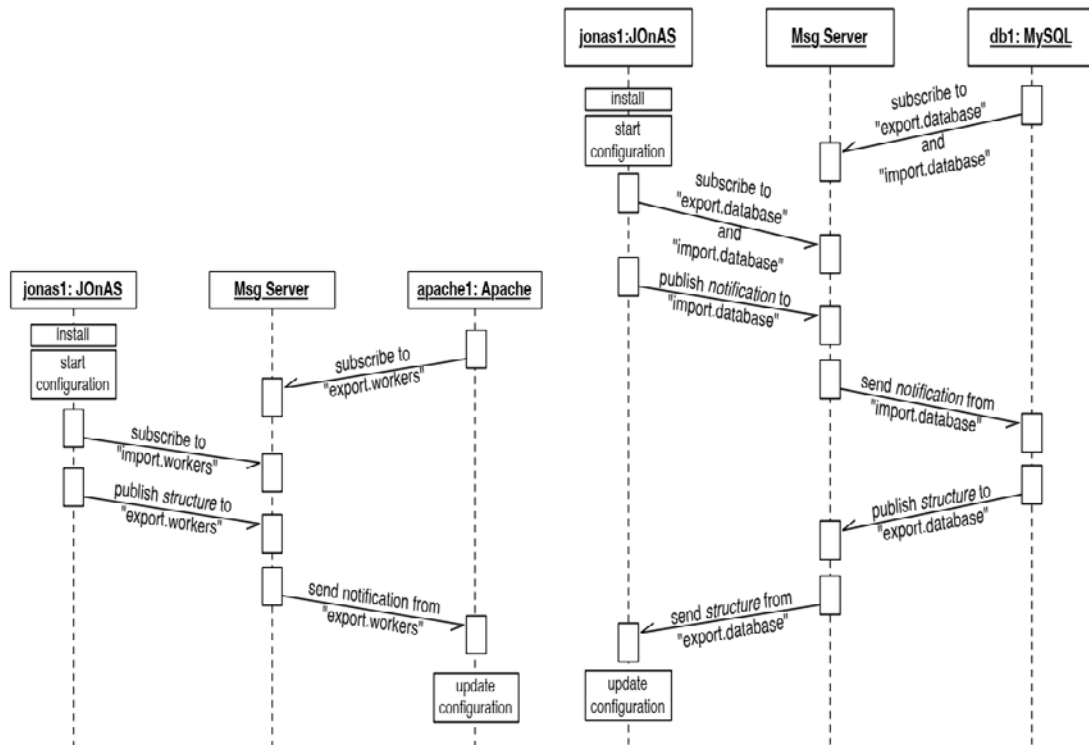 jonas1: JOnAS
Msg Server
apache1: Apache
Install
start
configuration
subscribe to
"export.workers"
subscribe to
"import.workers"
publish structure to
"export.workers"
send notification from
"export.workers"
update
configuration
jonas1:JOnAS
Msg Server
db1: MySQL
install
start
configuration
subscribe to
"export.database"
and
"import.database"
subscribe to
"export.database"
and
"import.database"
publish notification to
"import.database"
send notification from
"import.database"
publish structure to
"export.database"
send structure from
"export.database"
update
configuration